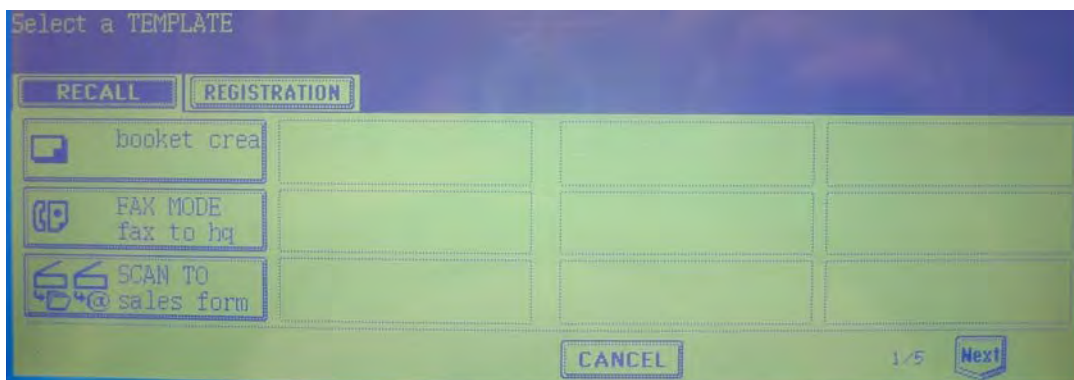 Select a TEMPLATE
RECALL REGISTRATION
booket crea
FAX MODE
fax to hq
SCAN TO
@ sales form
CANCEL 1/5 Next